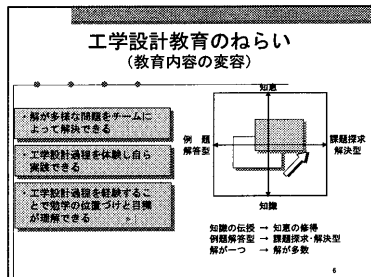 工学設計教育のねらい
(教育内容の変容)
・解が多様な問題をチームに
よって解決できる
・工学設計過程を体験し自ら
実践できる
・工学設計過程を経験するこ
とで勉学の位置づけと目標
が理解できる
知恵
例　題
解答型
課題探求
解決型
知識
知識の伝授 → 知恵の修得
例題解答型 → 課題探求・解決型
解が一つ → 解が多数
6